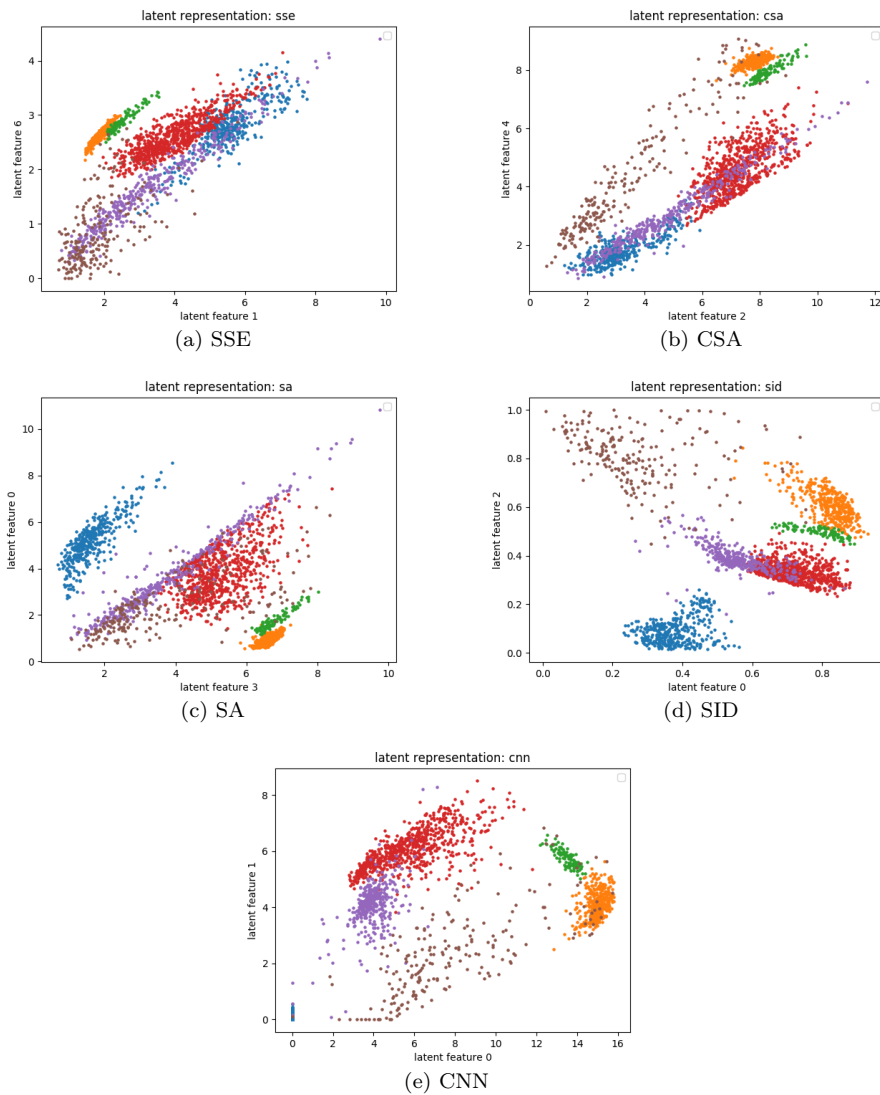 latent representation: sse
4
3
2
1
0
latent feature 6
2 4 6 8 10
latent feature 1
(a) SSE
latent representation: csa
8
6
4
2
latent feature 4
0 2 4 6 8 10 12
latent feature 2
(b) CSA
latent representation: sa
10
8
6
4
2
0
latent feature 0
2 4 6 8 10
latent feature 3
(c) SA
latent representation: sid
1.0
0.8
0.6
0.4
0.2
0.0
latent feature 2
0.0 0.2 0.4 0.6 0.8
latent feature 0
(d) SID
latent representation: cnn
8
6
4
2
0
latent feature 1
0 2 4 6 8 10 12 14 16
latent feature 0
(e) CNN